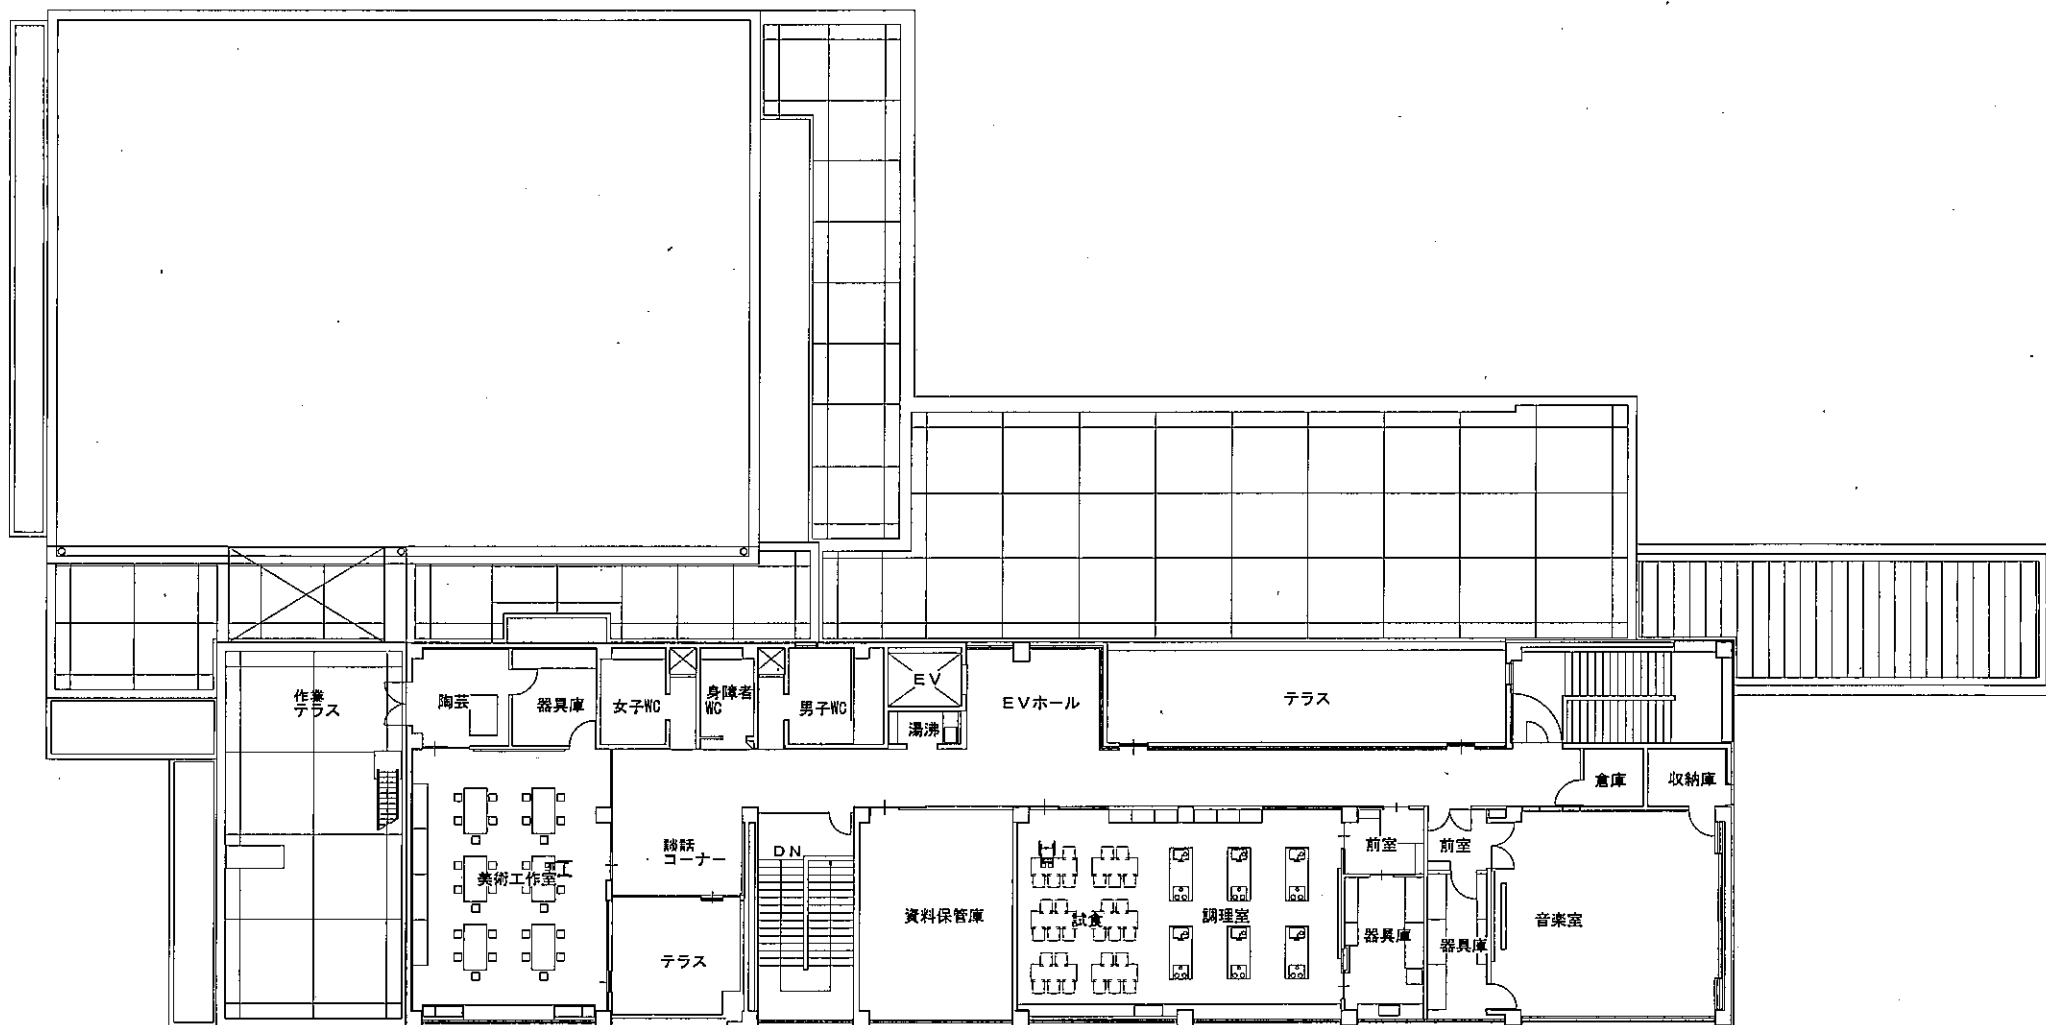 作業
テラス
陶芸
器具庫
女子WC
身障者
WC
男子WC
EV
湯沸
EVホール
テラス
倉庫
収納庫
美術工作室
談話
コーナー
テラス
DN
資料保管庫
試食
調理室
前室
器具庫
前室
器具庫
音楽室